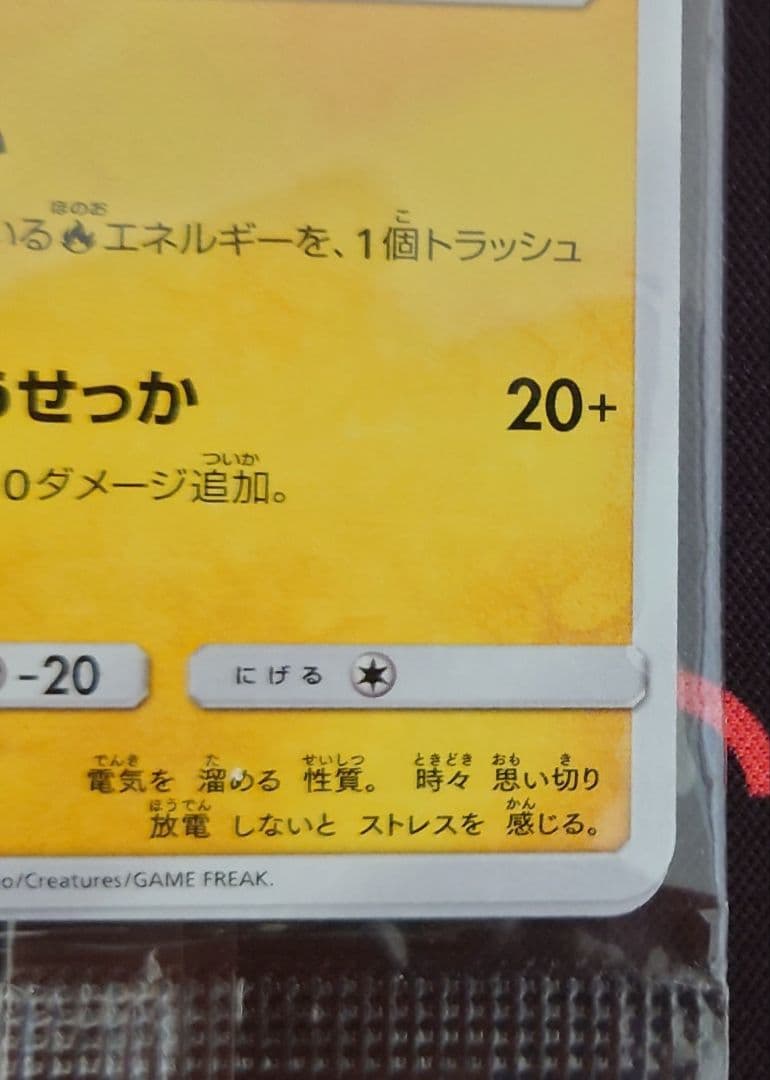 いる エネルギーを、1個トラッシュ
せっか 20+
0ダメージ追加。
-20 にげる
電気を 溜める 性質。 時々 思い切り
放電 しないと ストレスを 感じる。
o/Creatures/GAME FREAK.